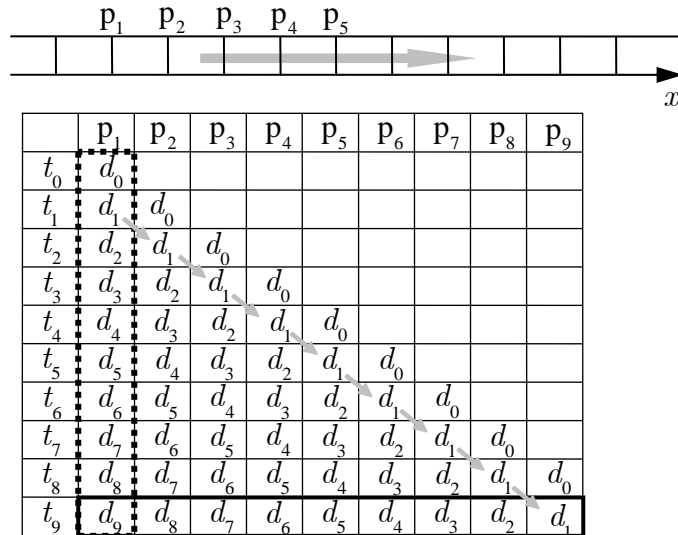 p₁ p₂ p₃ p₄ p₅
x
p₁ p₂ p₃ p₄ p₅ p₆ p₇ p₈ p₉
t₀ d₀
t₁ d₁ d₀
t₂ d₂ d₁ d₀
t₃ d₃ d₂ d₁ d₀
t₄ d₄ d₃ d₂ d₁ d₀
t₅ d₅ d₄ d₃ d₂ d₁ d₀
t₆ d₆ d₅ d₄ d₃ d₂ d₁ d₀
t₇ d₇ d₆ d₅ d₄ d₃ d₂ d₁ d₀
t₈ d₈ d₇ d₆ d₅ d₄ d₃ d₂ d₁ d₀
t₉ d₉ d₈ d₇ d₆ d₅ d₄ d₃ d₂ d₁